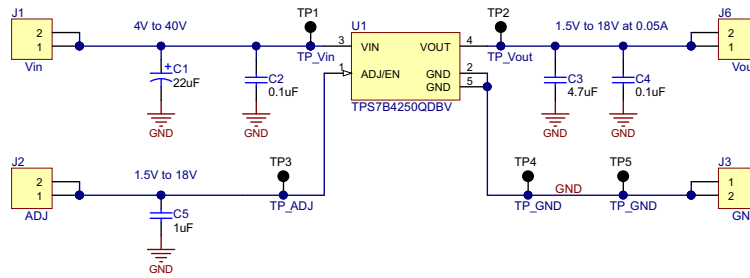 J1
2
1
Vin
4V to 40V
C1
22uF
GND
C2
0.1uF
GND
TP1
TP_Vin
U1
3
VIN
VOUT
4
1
ADJ/EN
GND
2
GND
5
TPS7B4250QDBV
TP2
TP_Vout
1.5V to 18V at 0.05A
C3
4.7uF
GND
C4
0.1uF
GND
J6
2
1
Vou
J2
2
1
ADJ
1.5V to 18V
C5
1uF
GND
TP3
TP_ADJ
TP4
TP_GND
GND
TP5
TP_GND
J3
1
2
GN